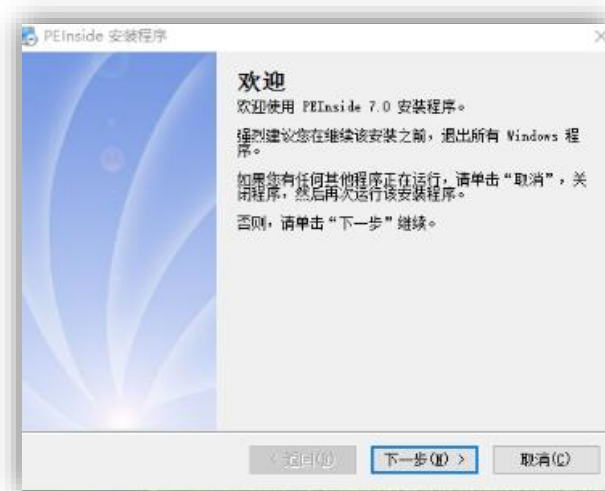 PEInside 安装程序
欢迎
欢迎使用 PEInside 7.0 安装程序。
强烈建议您在继续该安装之前，退出所有 Windows 程
序。
如果您有任何其他程序正在运行，请单击“取消”，关
闭程序，然后再次运行该安装程序。
否则，请单击“下一步”继续。
< 返回(B) 下一步(N) > 取消(C)